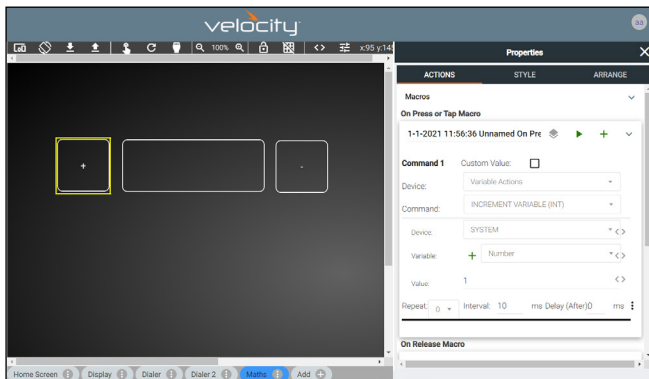 velocity
aa
100% x:95 y:145
Properties X
ACTIONS STYLE ARRANGE
Macros
On Press or Tap Macro
1-1-2021 11:56:36 Unnamed On Pre
Command 1 Custom Value:
Device: Variable Actions
Command: INCREMENT VARIABLE (INT)
Device: SYSTEM
Variable: + Number
Value: 1
Repeat: 0 Interval: 10 ms Delay (After)0 ms
On Release Macro
+
-
Home Screen Display Dialer Dialer 2 Maths Add